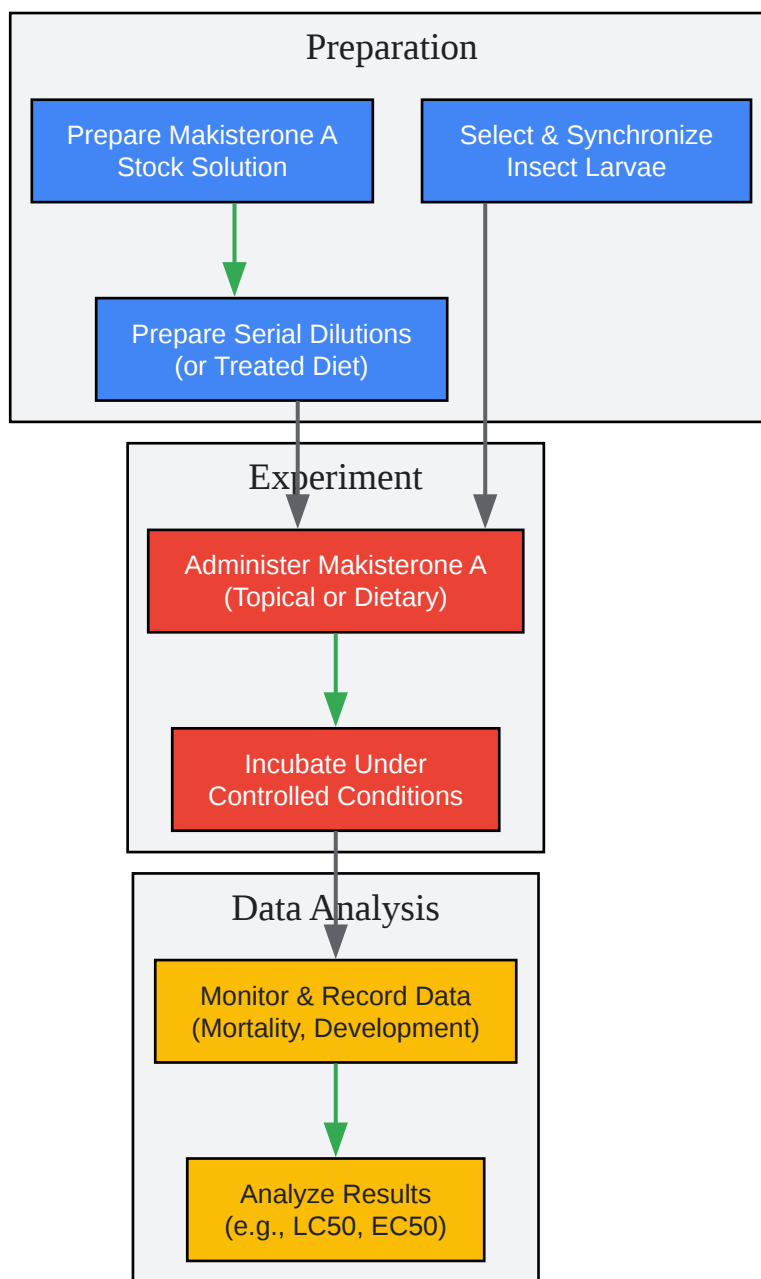 Preparation
Prepare Makisterone A
Stock Solution
Select & Synchronize
Insect Larvae
Prepare Serial Dilutions
(or Treated Diet)
Experiment
Administer Makisterone A
(Topical or Dietary)
Incubate Under
Controlled Conditions
Data Analysis
Monitor & Record Data
(Mortality, Development)
Analyze Results
(e.g., LC50, EC50)